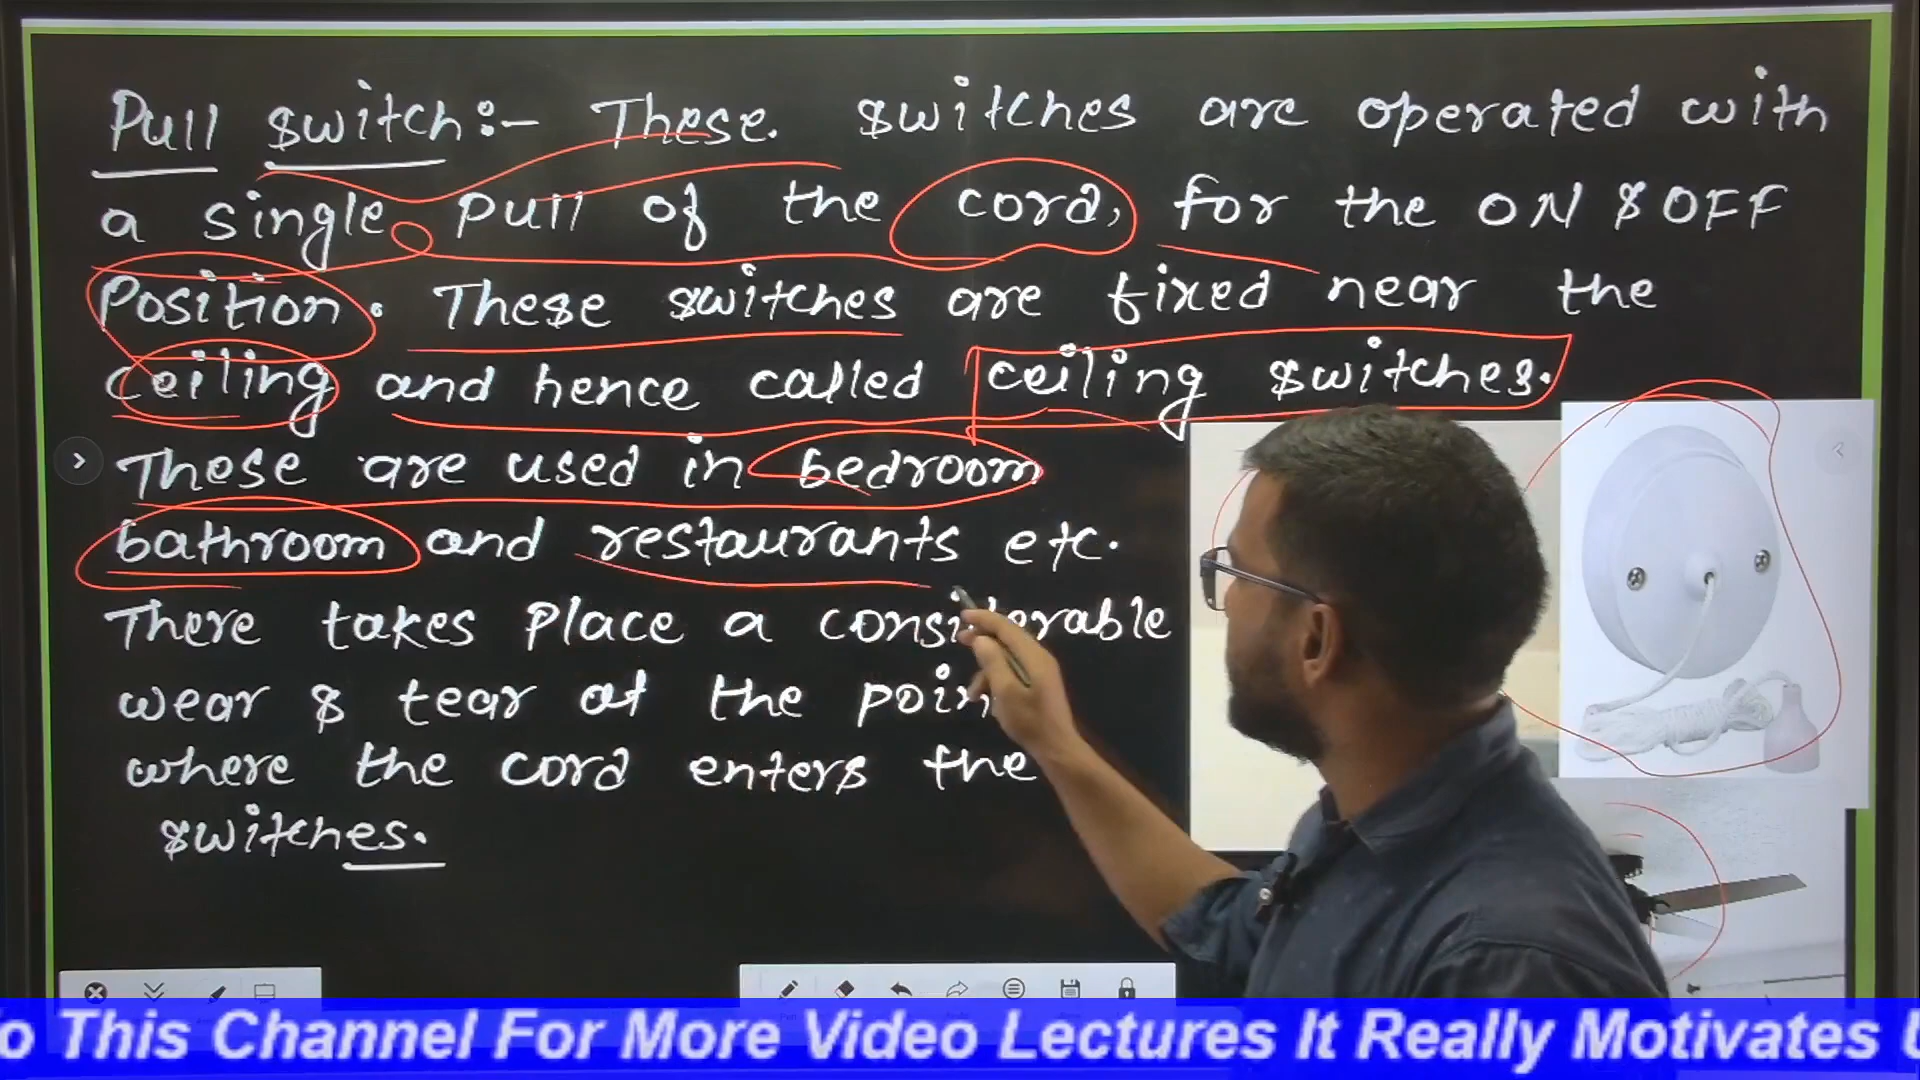 Pull switch:- These switches are operated with
a single pull of the cord, for the ON & OFF
Position. These switches are fixed near the
ceiling and hence called ceiling switches.
These are used in bedroom
bathroom and restaurants etc.
There takes place a considerable
wear & tear at the
where the cord enters the
switches.
This Channel For More Video Lectures It Really Motivates